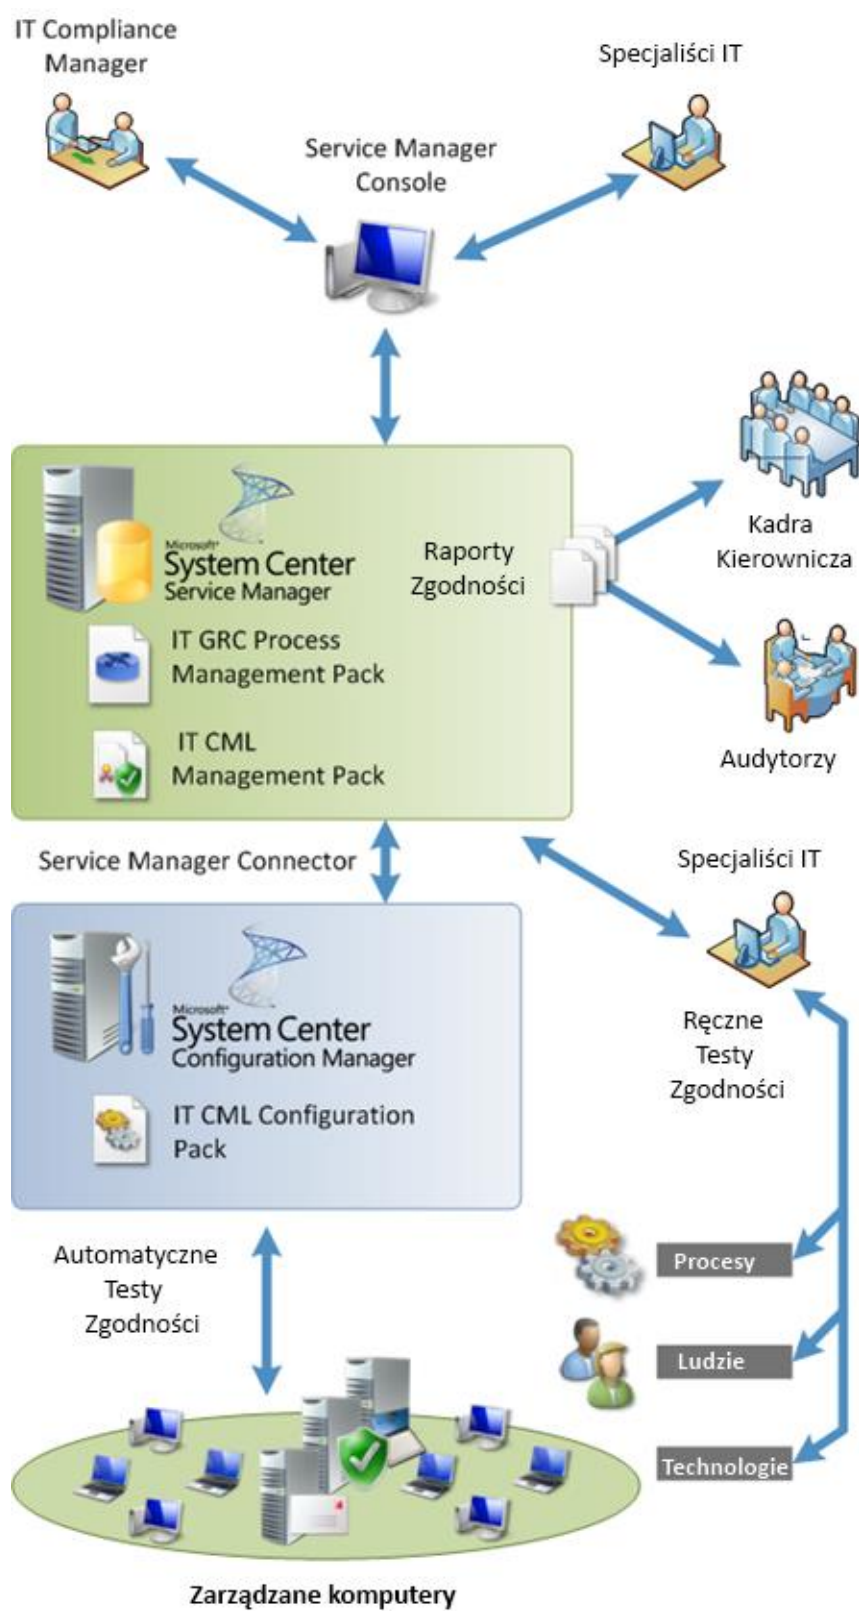 IT Compliance
Manager
Specjaliści IT
Service Manager
Console
Kadra
Kierownicza
Microsoft®
System Center
Service Manager
Raporty
Zgodności
IT GRC Process
Management Pack
IT CML
Management Pack
Audytorzy
Service Manager Connector
Specjaliści IT
Microsoft®
System Center
Configuration Manager
Ręczne
Testy
Zgodności
IT CML Configuration
Pack
Automatyczne
Testy
Zgodności
Procesy
Ludzie
Technologie
Zarządzane komputery